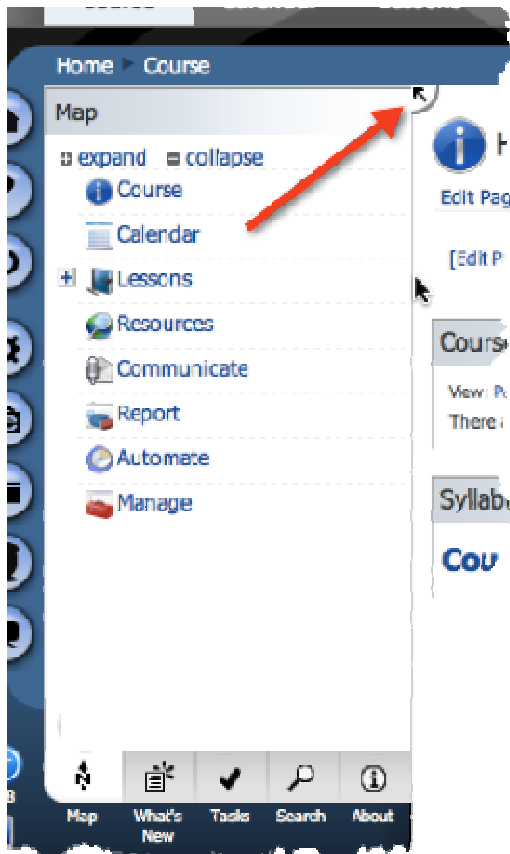 Home Course
Map
expand collapse
Course
Calendar
Lessons
Resources
Communicate
Report
Automate
Manage
Edit Pag
[Edit P
Cours
View: P
There
Syllab
Cou
Map What's New Tasks Search About